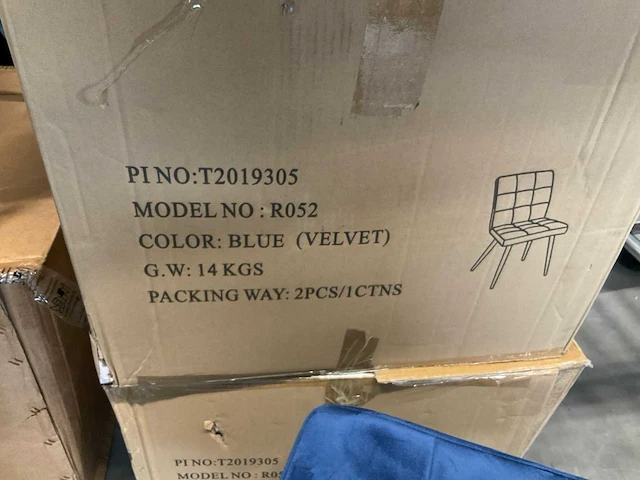 PI NO:T2019305
MODEL NO : R052
COLOR: BLUE (VELVET)
G.W: 14 KGS
PACKING WAY: 2PCS/1CTNS
PI NO:T2019305
MODEL NO: R05